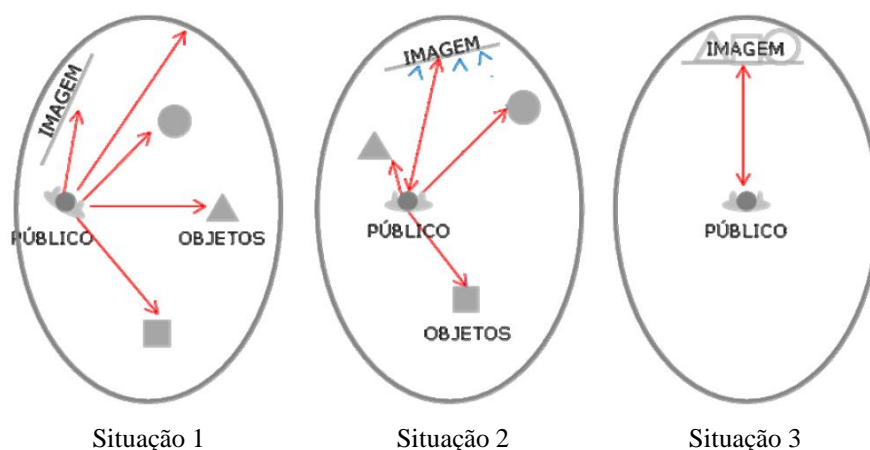 IMAGEM
PÚBLICO
OBJETOS
IMAGEM
PÚBLICO
OBJETOS
IMAGEM
PÚBLICO
Situação 1
Situação 2
Situação 3